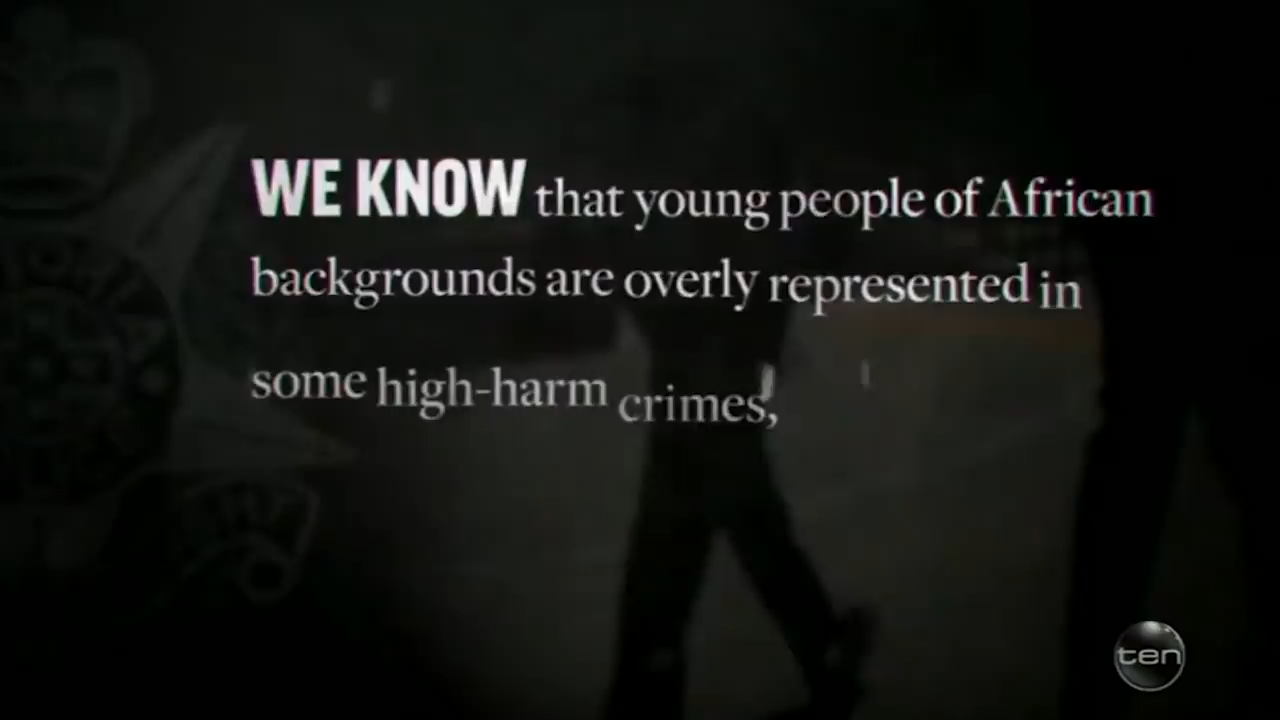 WE KNOW that young people of African
backgrounds are overly represented in
some high-harm crimes,
ten